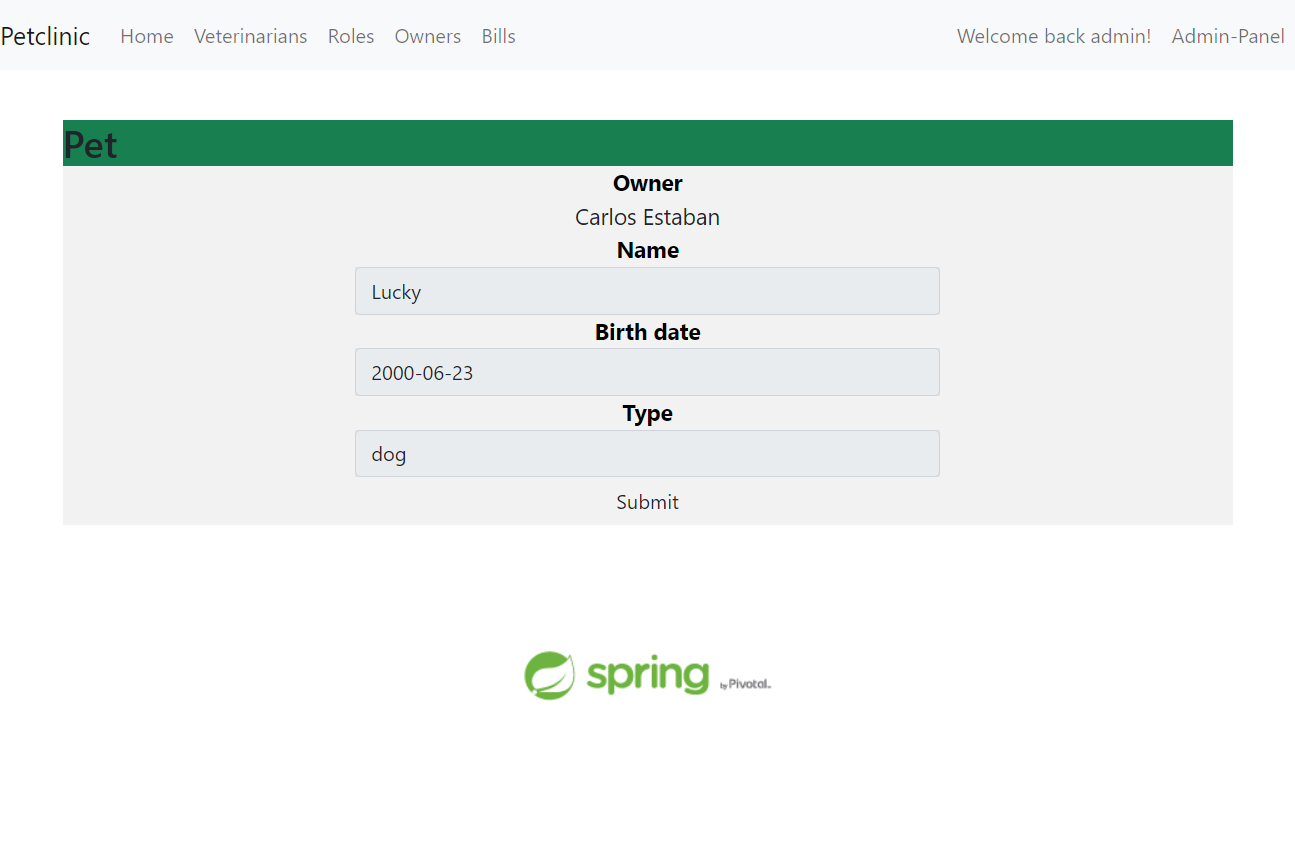 Petclinic Home Veterinarians Roles Owners Bills Welcome back admin! Admin-Panel
Pet
Owner
Carlos Estaban
Name
Lucky
Birth date
2000-06-23
Type
dog
Submit
spring by Pivotal™